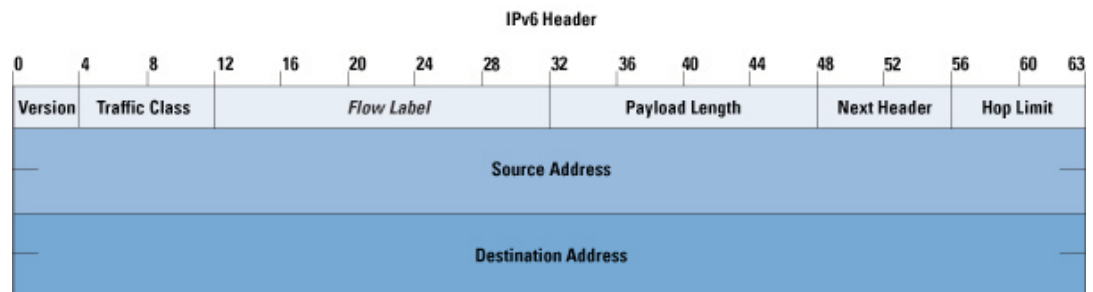 IPv6 Header
0 4 8 12 16 20 24 28 32 36 40 44 48 52 56 60 63
Version Traffic Class Flow Label Payload Length Next Header Hop Limit
Source Address
Destination Address